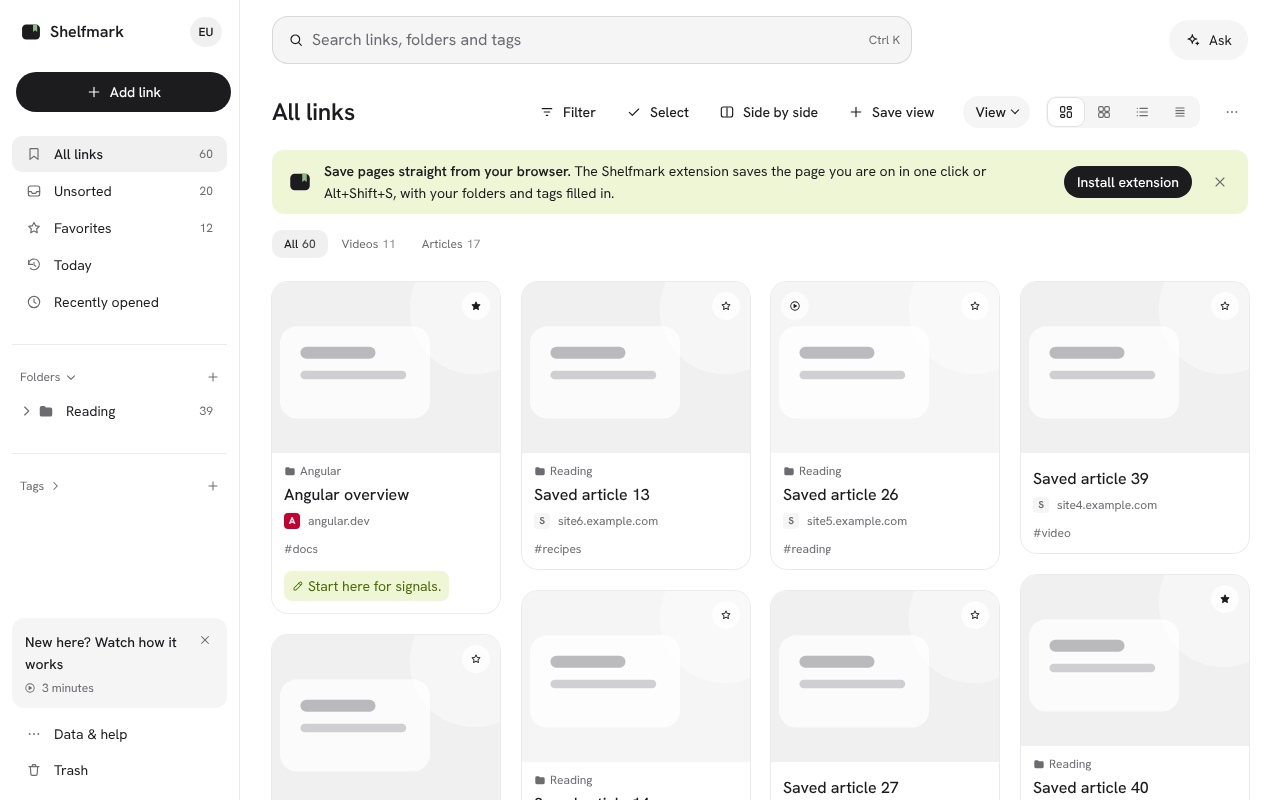 Shelfmark
EU
Add link
All links 60
Unsorted 20
Favorites 12
Today
Recently opened
Folders
Reading 39
Tags
New here? Watch how it
works
3 minutes
Data & help
Trash
Search links, folders and tags Ctrl K
Ask
All links
Filter
Select
Side by side
Save view
View
Save pages straight from your browser. The Shelfmark extension saves the page you are on in one click or
Alt+Shift+S, with your folders and tags filled in.
Install extension
All 60
Videos 11
Articles 17
Angular
Angular overview
A angular.dev
#docs
Start here for signals.
Reading
Saved article 13
S site6.example.com
#recipes
Reading
Saved article 26
S site5.example.com
#reading
Saved article 39
S site4.example.com
#video
Reading
Saved article 14
Saved article 27
Reading
Saved article 40